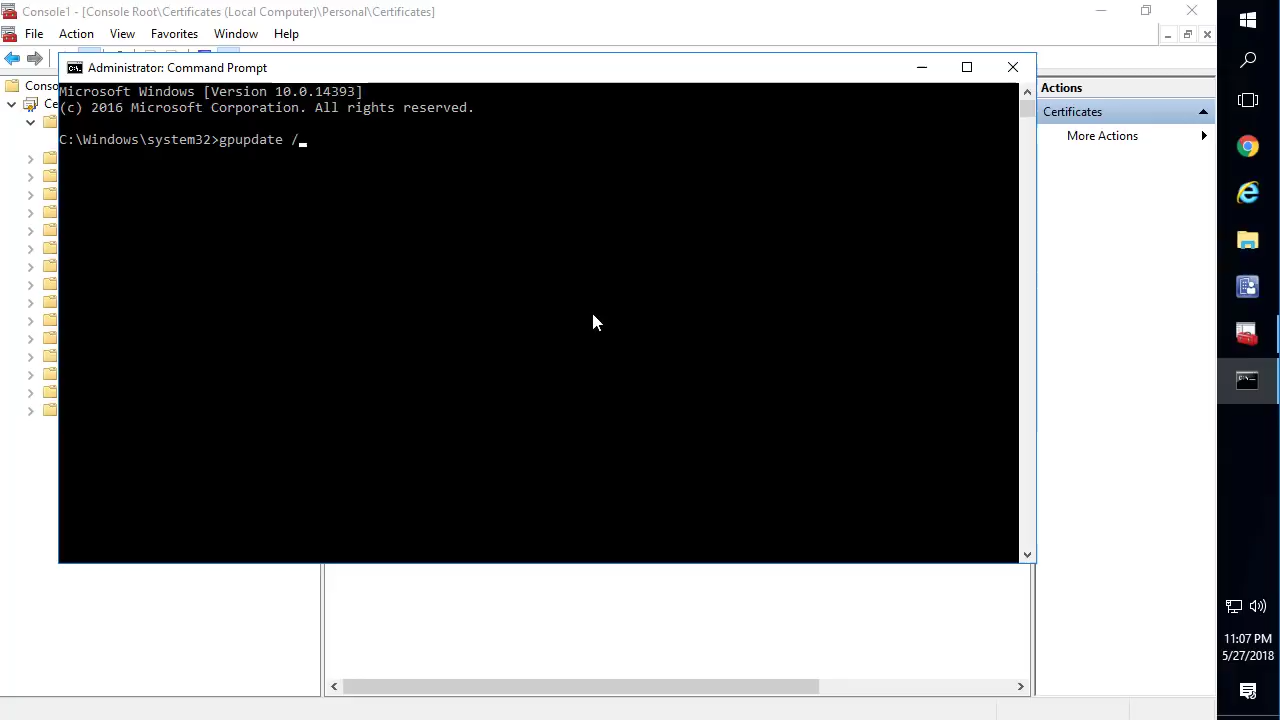 Console1 - [Console Root\Certificates (Local Computer)\Personal\Certificates]
File Action View Favorites Window Help
Administrator: Command Prompt
Conso
Ce
Microsoft Windows [Version 10.0.14393]
(c) 2016 Microsoft Corporation. All rights reserved.
C:\Windows\system32>gpupdate /_
Actions
Certificates
More Actions
11:07 PM
5/27/2018